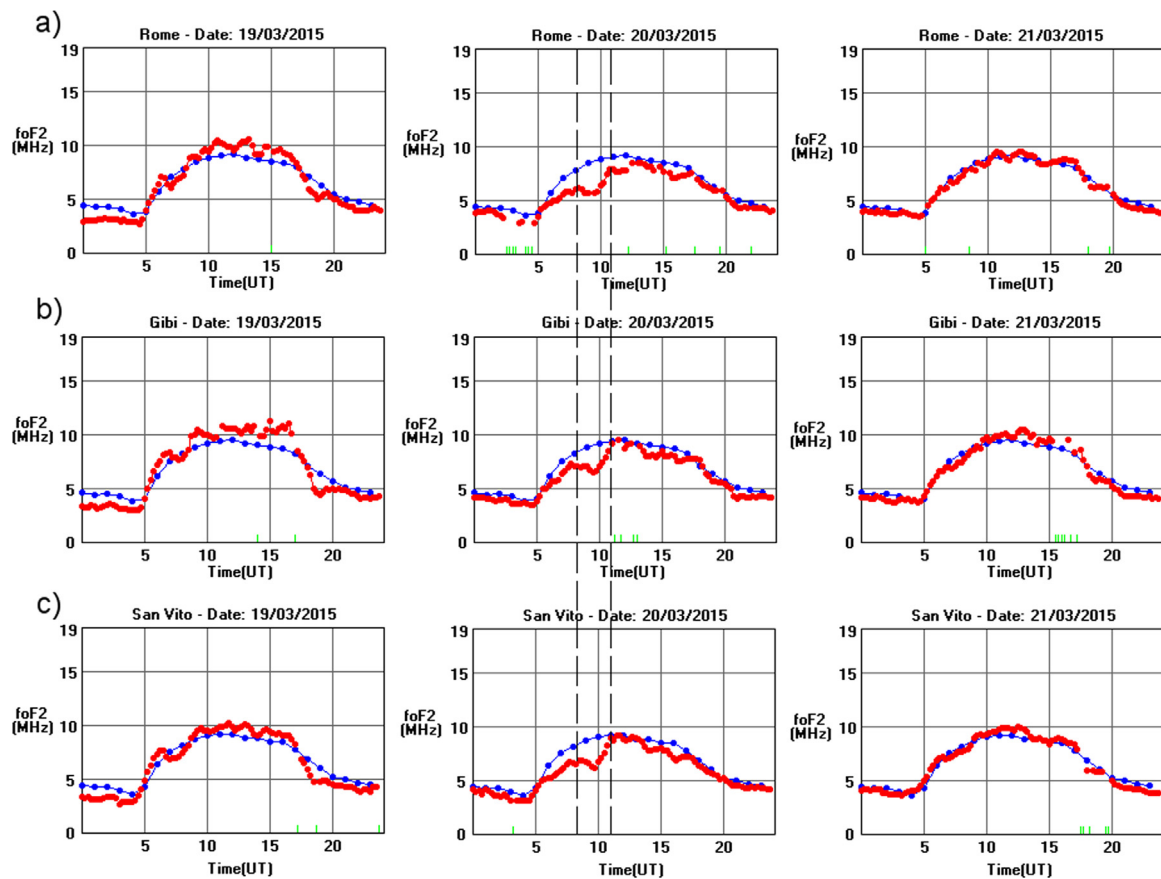 a)
Rome - Date: 19/03/2015
19
15
foF2
(MHz)
10
5
0
5 10 15 20
Time(UT)
Rome - Date: 20/03/2015
19
15
foF2
(MHz)
10
5
0
5 10 15 20
Time(UT)
Rome - Date: 21/03/2015
19
15
foF2
(MHz)
10
5
0
5 10 15 20
Time(UT)
b)
Gibi - Date: 19/03/2015
19
15
foF2
(MHz)
10
5
0
5 10 15 20
Time(UT)
Gibi - Date: 20/03/2015
19
15
foF2
(MHz)
10
5
0
5 10 15 20
Time(UT)
Gibi - Date: 21/03/2015
19
15
foF2
(MHz)
10
5
0
5 10 15 20
Time(UT)
c)
San Vito - Date: 19/03/2015
19
15
foF2
(MHz)
10
5
0
5 10 15 20
Time(UT)
San Vito - Date: 20/03/2015
19
15
foF2
(MHz)
10
5
0
5 10 15 20
Time(UT)
San Vito - Date: 21/03/2015
19
15
foF2
(MHz)
10
5
0
5 10 15 20
Time(UT)